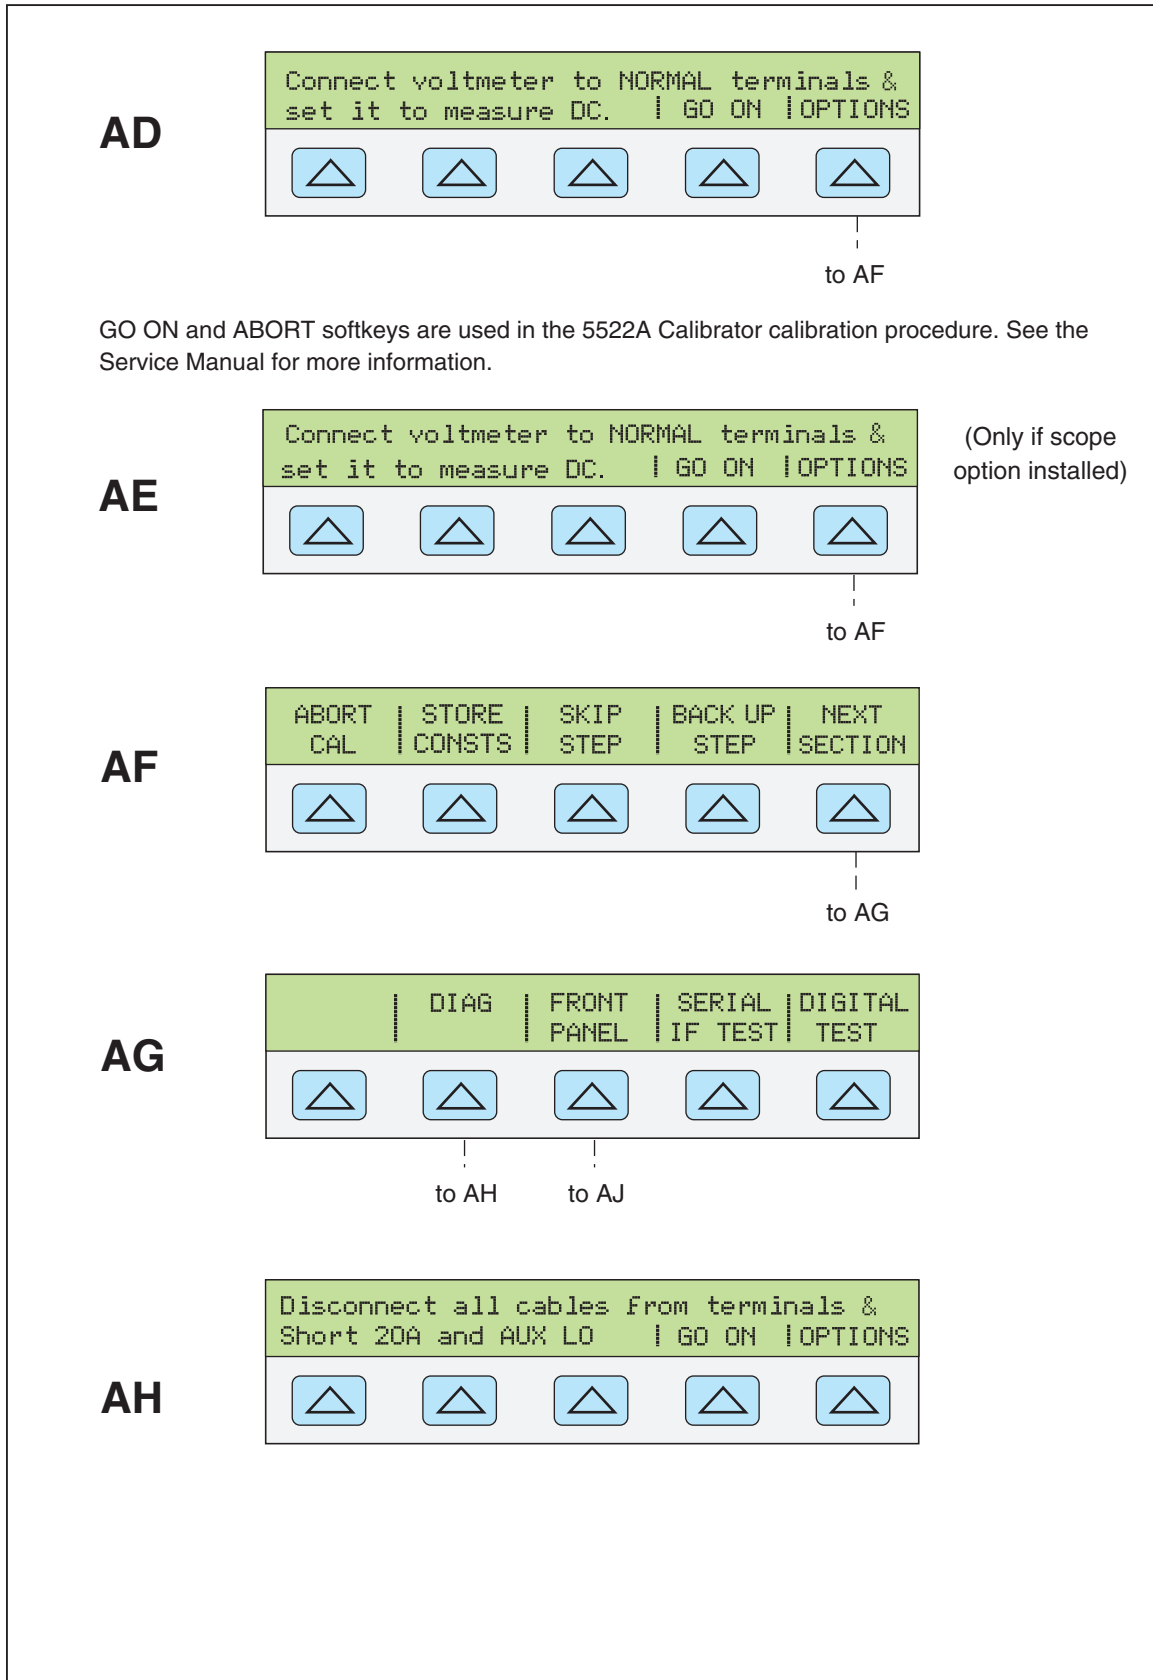 AD
Connect voltmeter to NORMAL terminals &
set it to measure DC. GO ON OPTIONS
to AF
GO ON and ABORT softkeys are used in the 5522A Calibrator calibration procedure. See the
Service Manual for more information.
AE
Connect voltmeter to NORMAL terminals &
set it to measure DC. GO ON OPTIONS
(Only if scope
option installed)
to AF
AF
ABORT STORE SKIP BACK UP NEXT
CAL CONSTS STEP STEP SECTION
to AG
AG
DIAG FRONT SERIAL DIGITAL
PANEL IF TEST TEST
to AH to AJ
AH
Disconnect all cables from terminals &
Short 20A and AUX LO GO ON OPTIONS